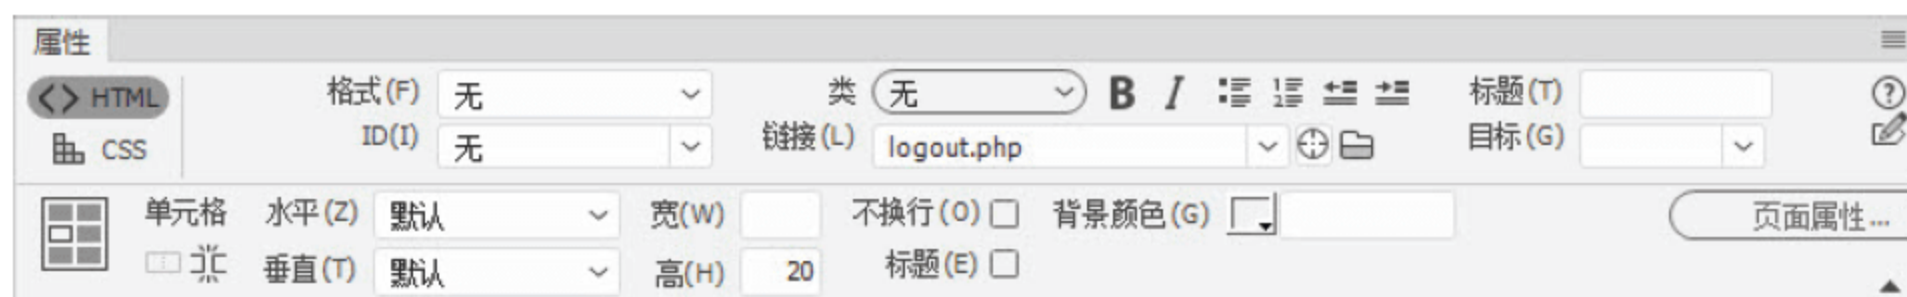 属性
HTML 格式(F) 无 类 无 B I 标题(T)
CSS ID(I) 无 链接(L) logout.php 目标(G)
单元格 水平(Z) 默认 宽(W) 不换行(O) 背景颜色(G) 页面属性...
垂直(T) 默认 高(H) 20 标题(E)